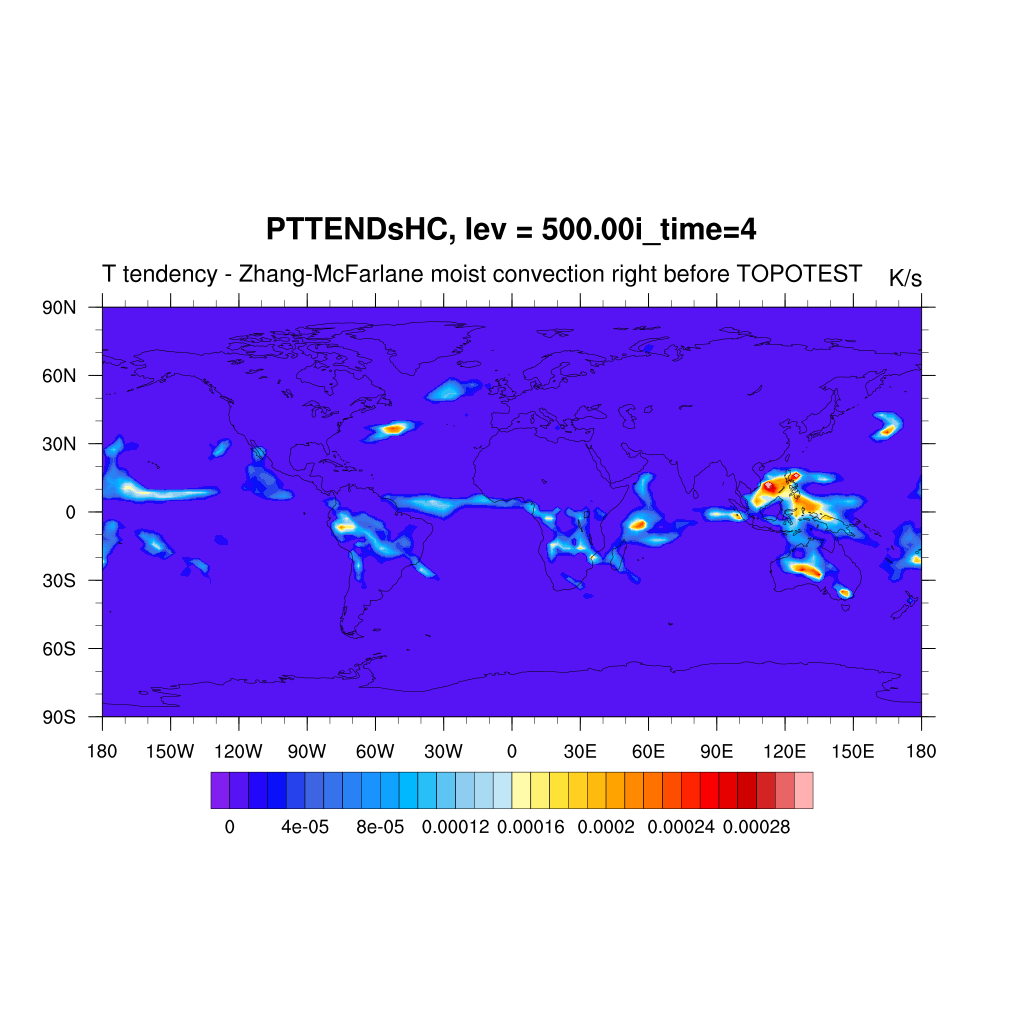 PTTENDsHC, lev = 500.00i_time=4
T tendency - Zhang-McFarlane moist convection right before TOPOTEST K/s
90N
60N
30N
0
30S
60S
90S
180 150W 120W 90W 60W 30W 0 30E 60E 90E 120E 150E 180
0 4e-05 8e-05 0.00012 0.00016 0.0002 0.00024 0.00028